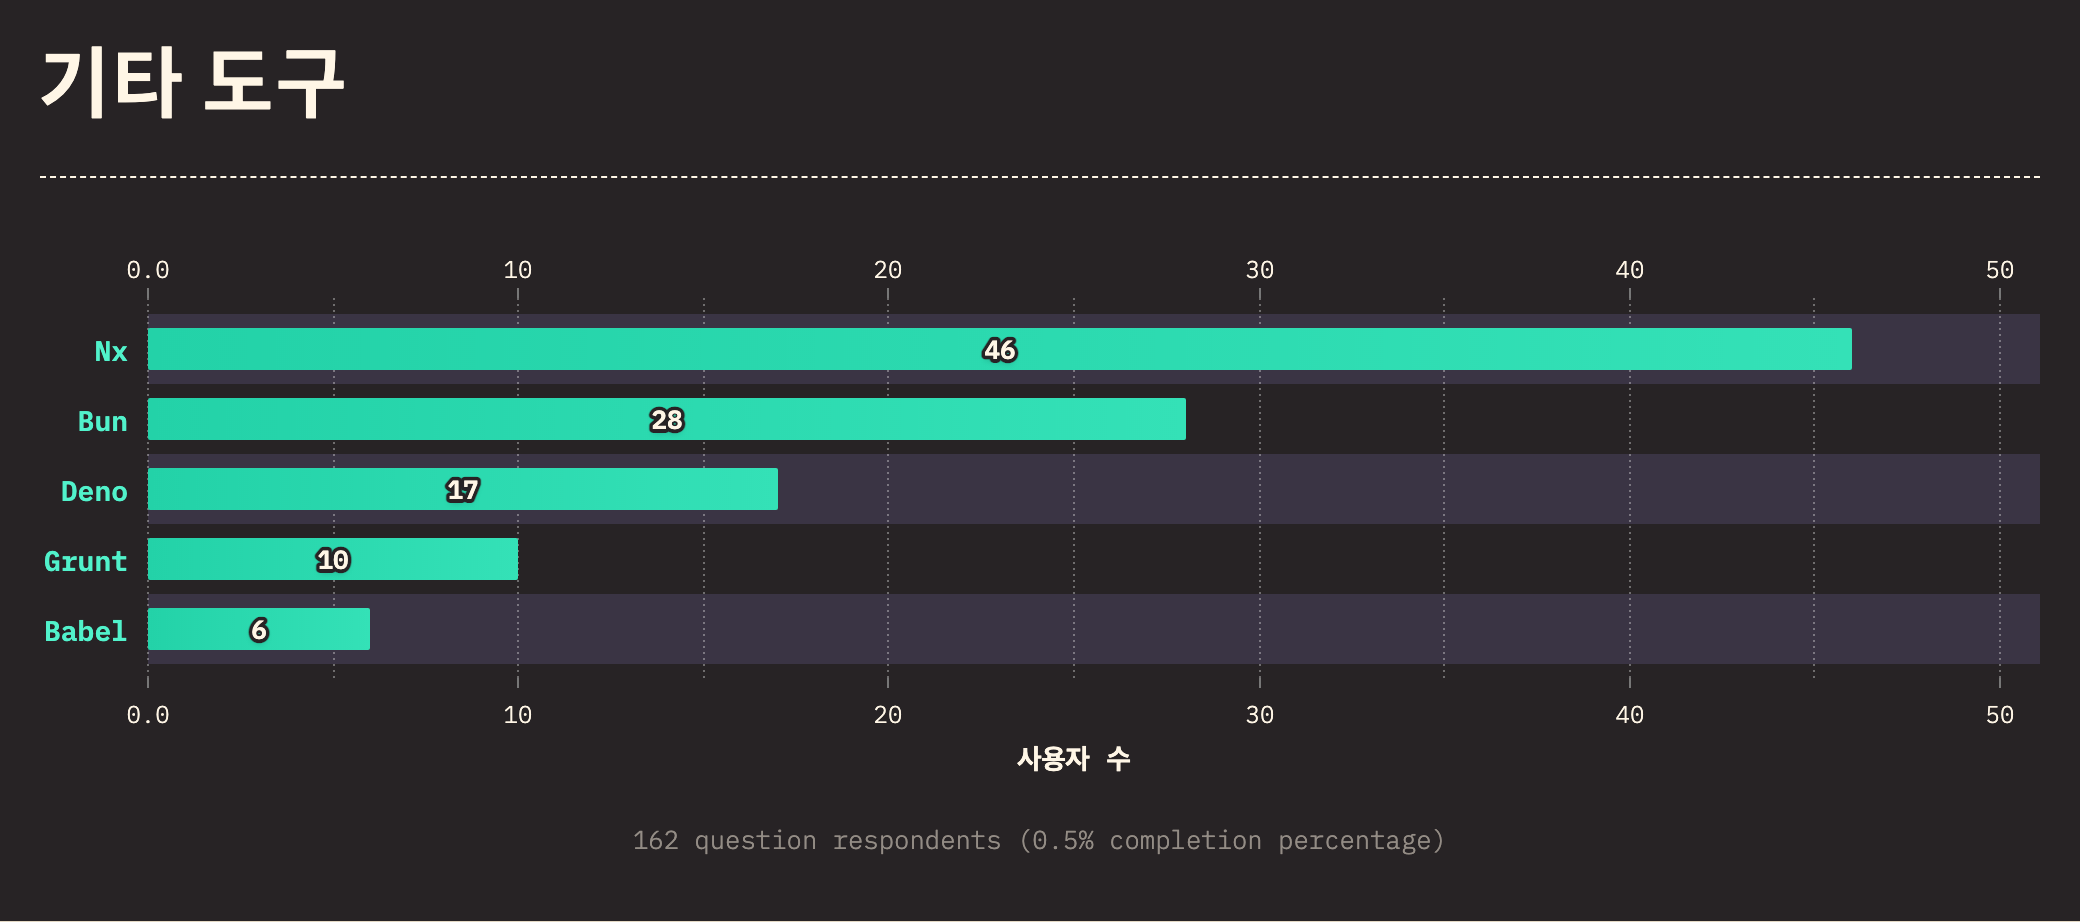 기타 도구
0.0 10 20 30 40 50
Nx 46
Bun 28
Deno 17
Grunt 10
Babel 6
0.0 10 20 30 40 50
사용자 수
162 question respondents (0.5% completion percentage)